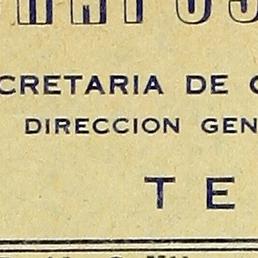 CRETARIA DE
DIRECCION GEN
T E